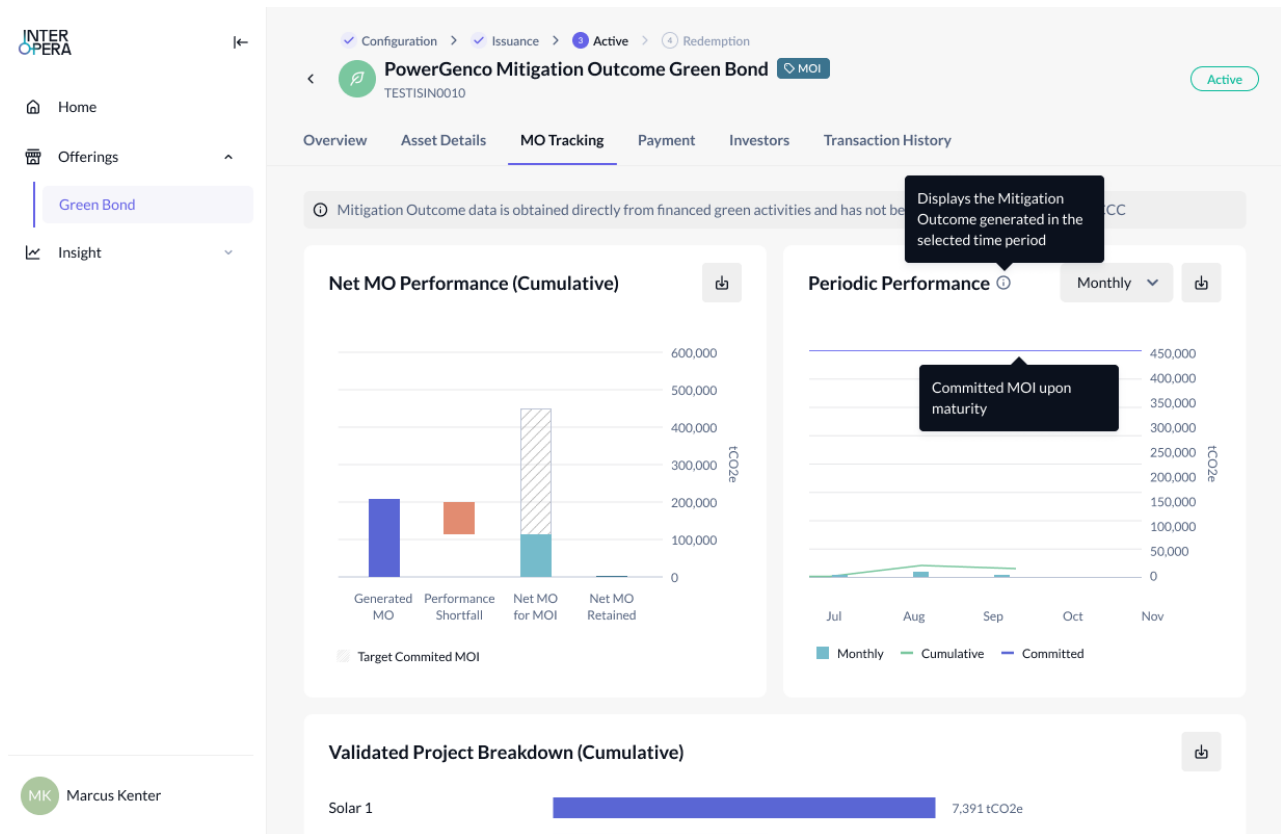 INTER
OPERA
Home
Offerings
Green Bond
Insight
MK
Marcus Kenter
Configuration
Issuance
3 Active
4 Redemption
PowerGenco Mitigation Outcome Green Bond
MOI
TESTISIN0010
Active
Overview
Asset Details
MO Tracking
Payment
Investors
Transaction History
Mitigation Outcome data is obtained directly from financed green activities and has not be
CCC
Displays the Mitigation
Outcome generated in the
selected time period
Net MO Performance (Cumulative)
600,000
500,000
400,000
300,000
200,000
100,000
0
tCO2e
Generated
MO
Performance
Shortfall
Net MO
for MOI
Net MO
Retained
Target Commited MOI
Periodic Performance
Monthly
450,000
400,000
350,000
300,000
250,000
200,000
150,000
100,000
50,000
0
tCO2e
Committed MOI upon
maturity
Jul
Aug
Sep
Oct
Nov
Monthly
Cumulative
Committed
Validated Project Breakdown (Cumulative)
Solar 1
7,391 tCO2e